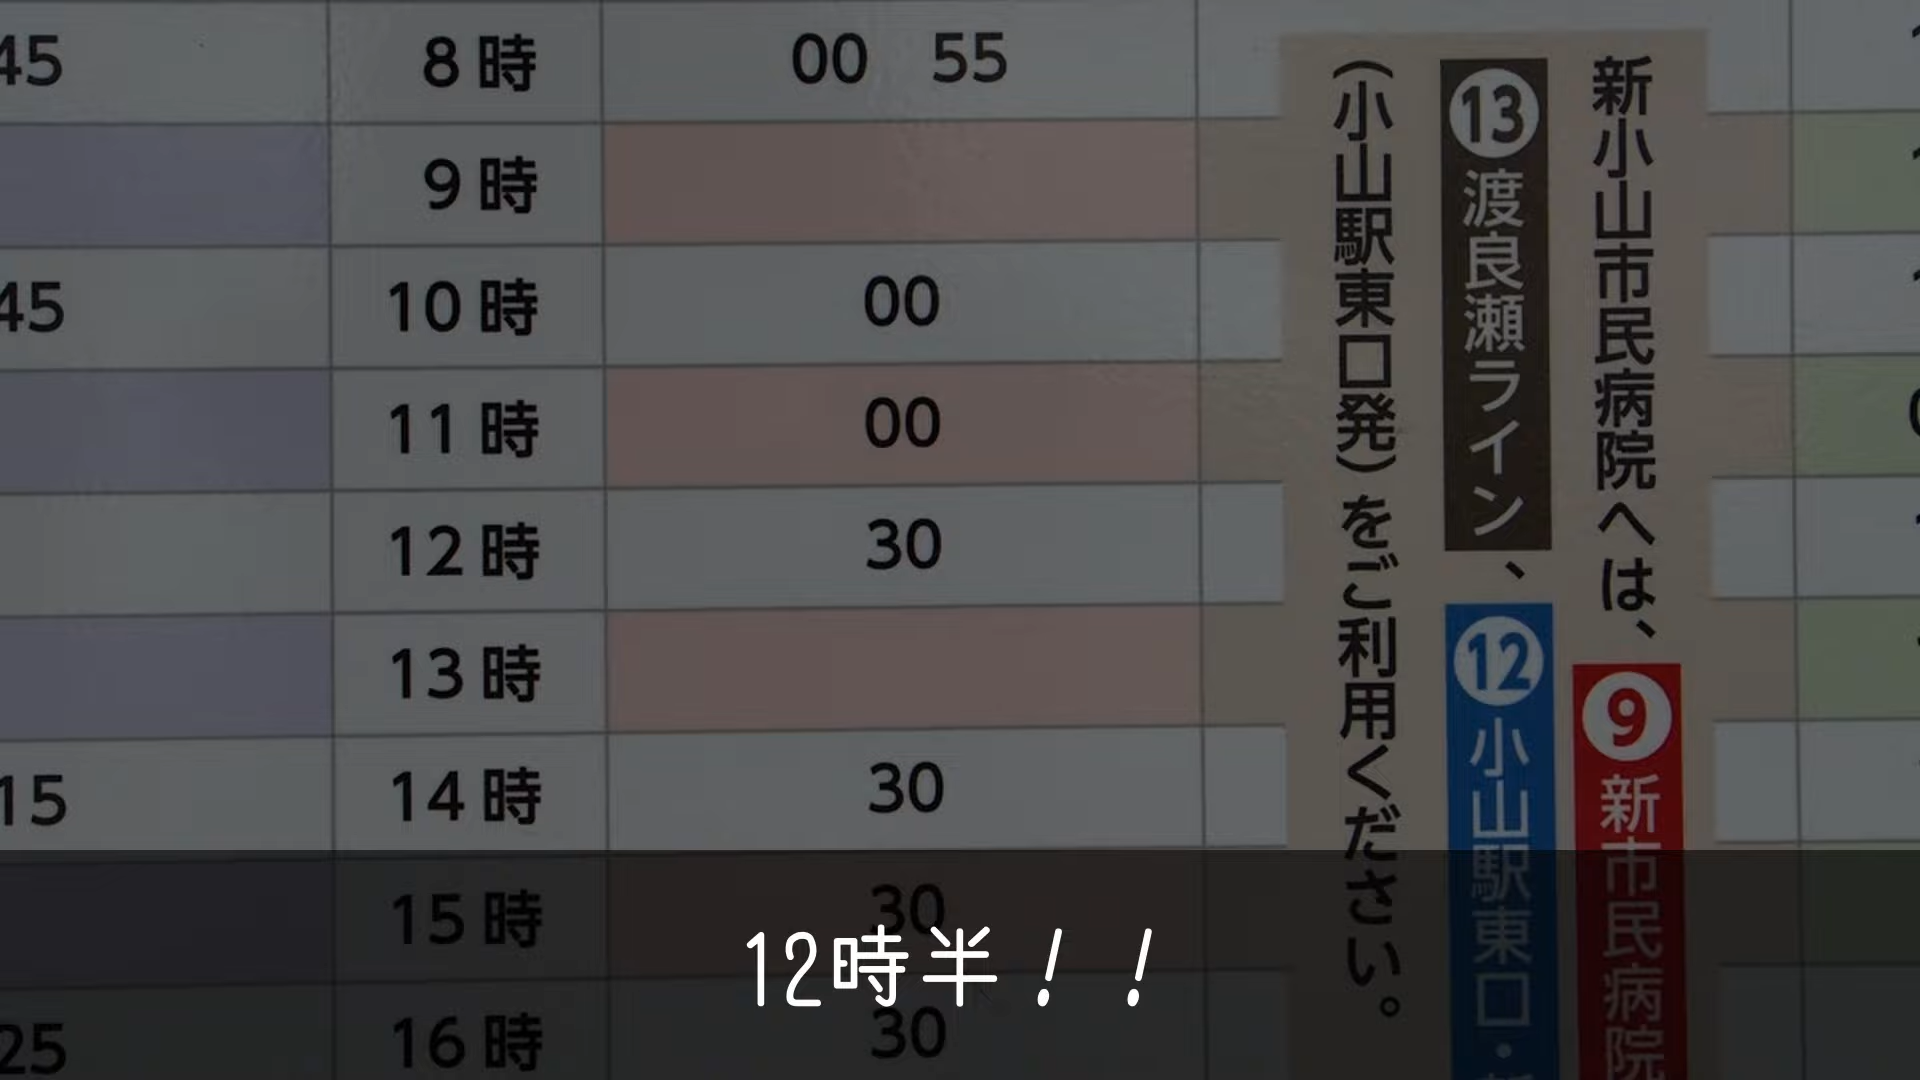 45 8時 00 55
9時
45 10時 00
11時 00
12時 30
13時
15 14時 30
15時 30
25 16時 30
新小山市民病院へは、⑨新市民病院
⑬渡良瀬ライン、⑫小山駅東口・
（小山駅東口発）をご利用ください。
12時半！！